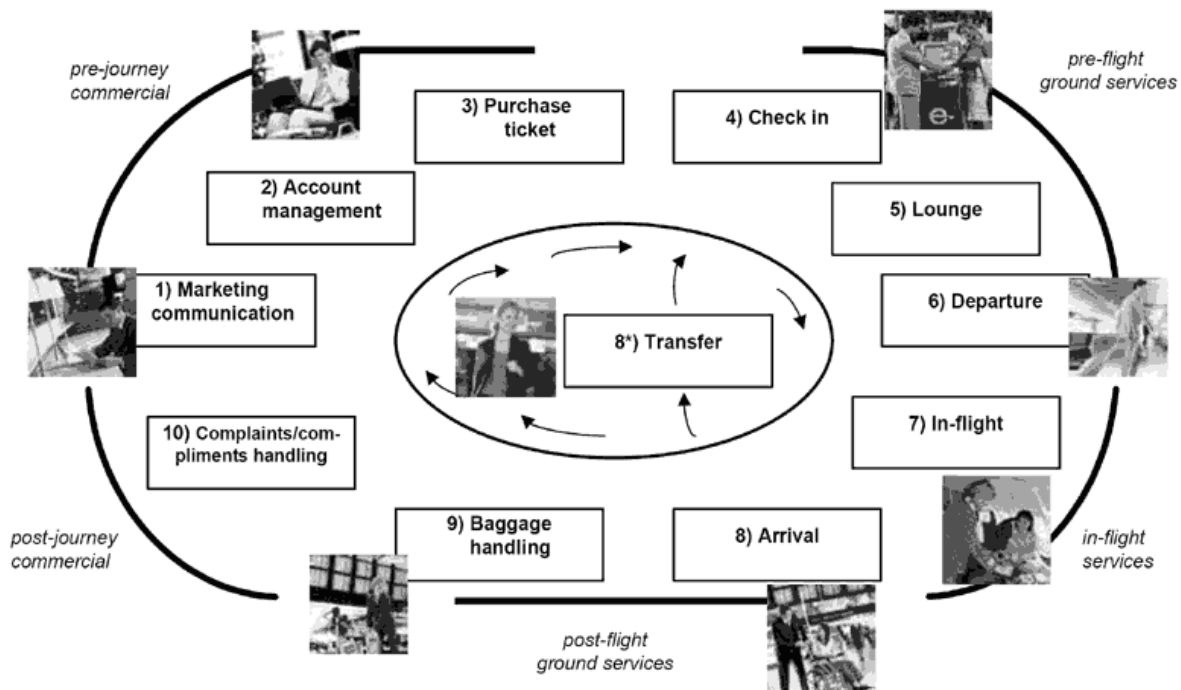 pre-journey
commercial
pre-flight
ground services
3) Purchase
ticket
4) Check in
e.
2) Account
management
5) Lounge
1) Marketing
communication
6) Departure
8*) Transfer
10) Complaints/com-
pliments handling
7) In-flight
9) Baggage
handling
8) Arrival
post-journey
commercial
in-flight
services
post-flight
ground services